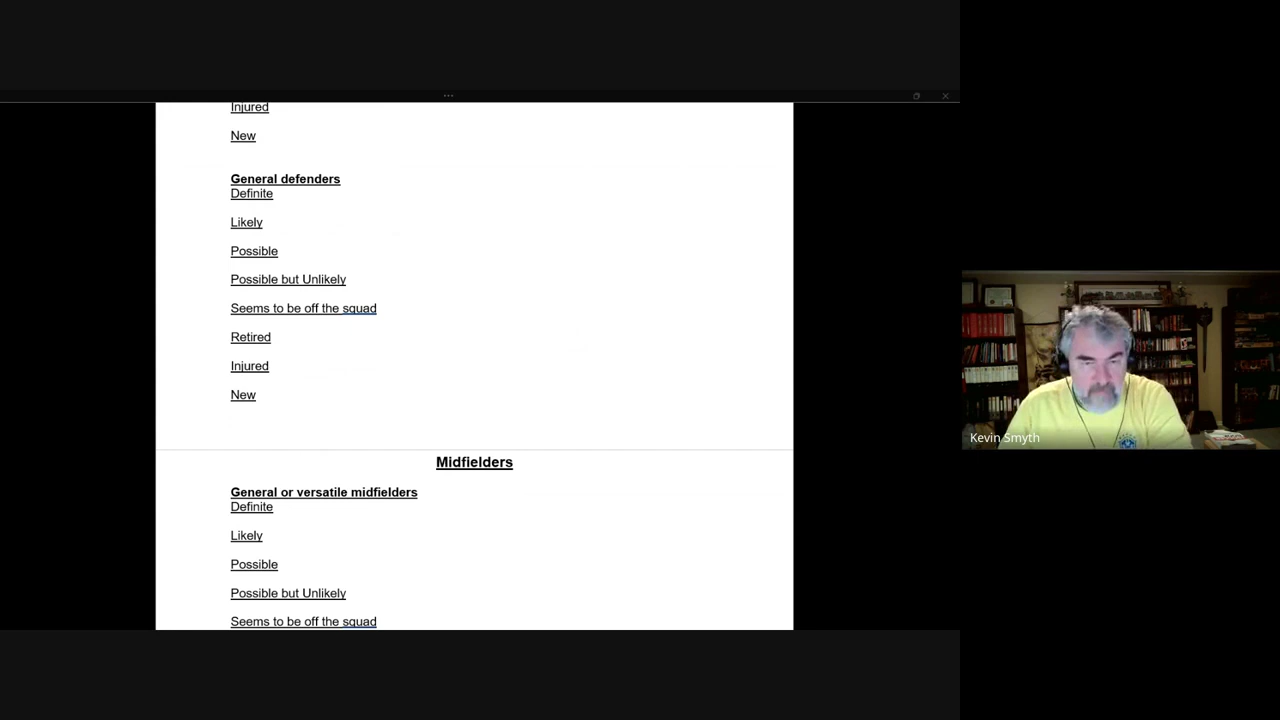 Injured
New
General defenders
Definite
Likely
Possible
Possible but Unlikely
Seems to be off the squad
Retired
Injured
New
Midfielders
General or versatile midfielders
Definite
Likely
Possible
Possible but Unlikely
Seems to be off the squad
Kevin Smyth